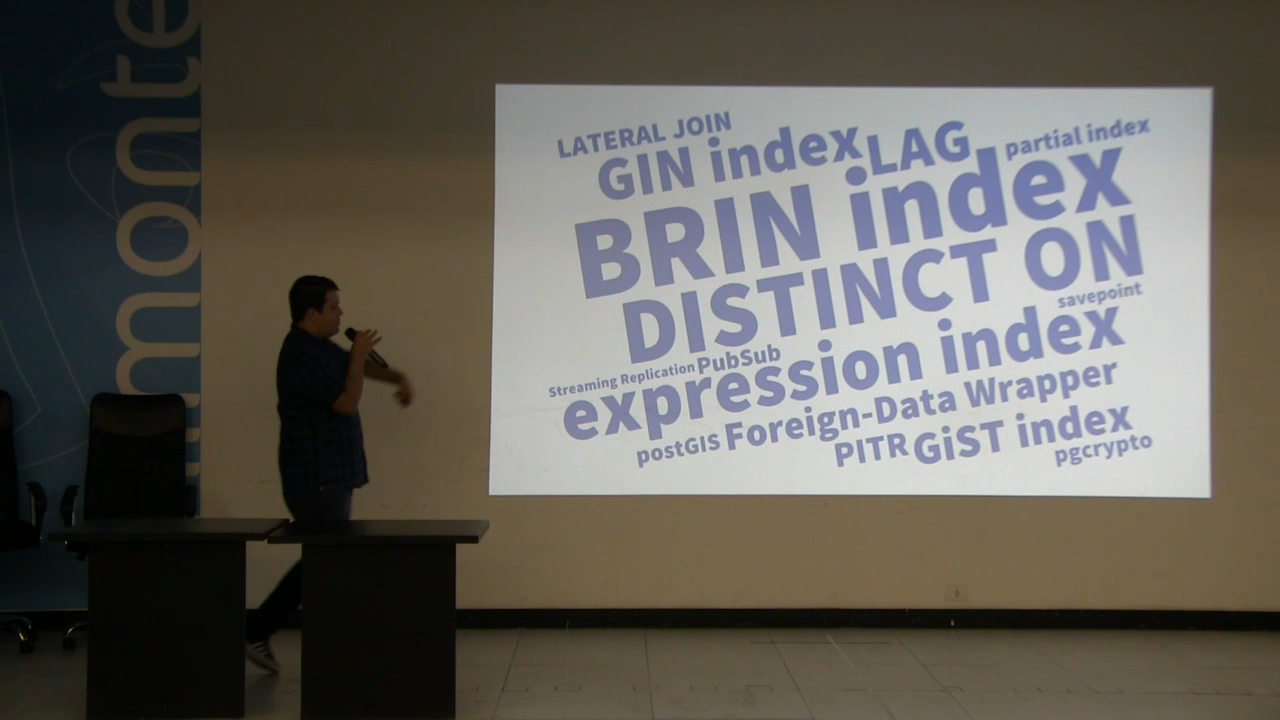 imonte
LATERAL JOIN
GIN index
LAG
partial index
BRIN index
DISTINCT ON
savepoint
Streaming Replication
PubSub
expression index
postGIS
Foreign-Data Wrapper
PITR
GiST index
pgcrypto